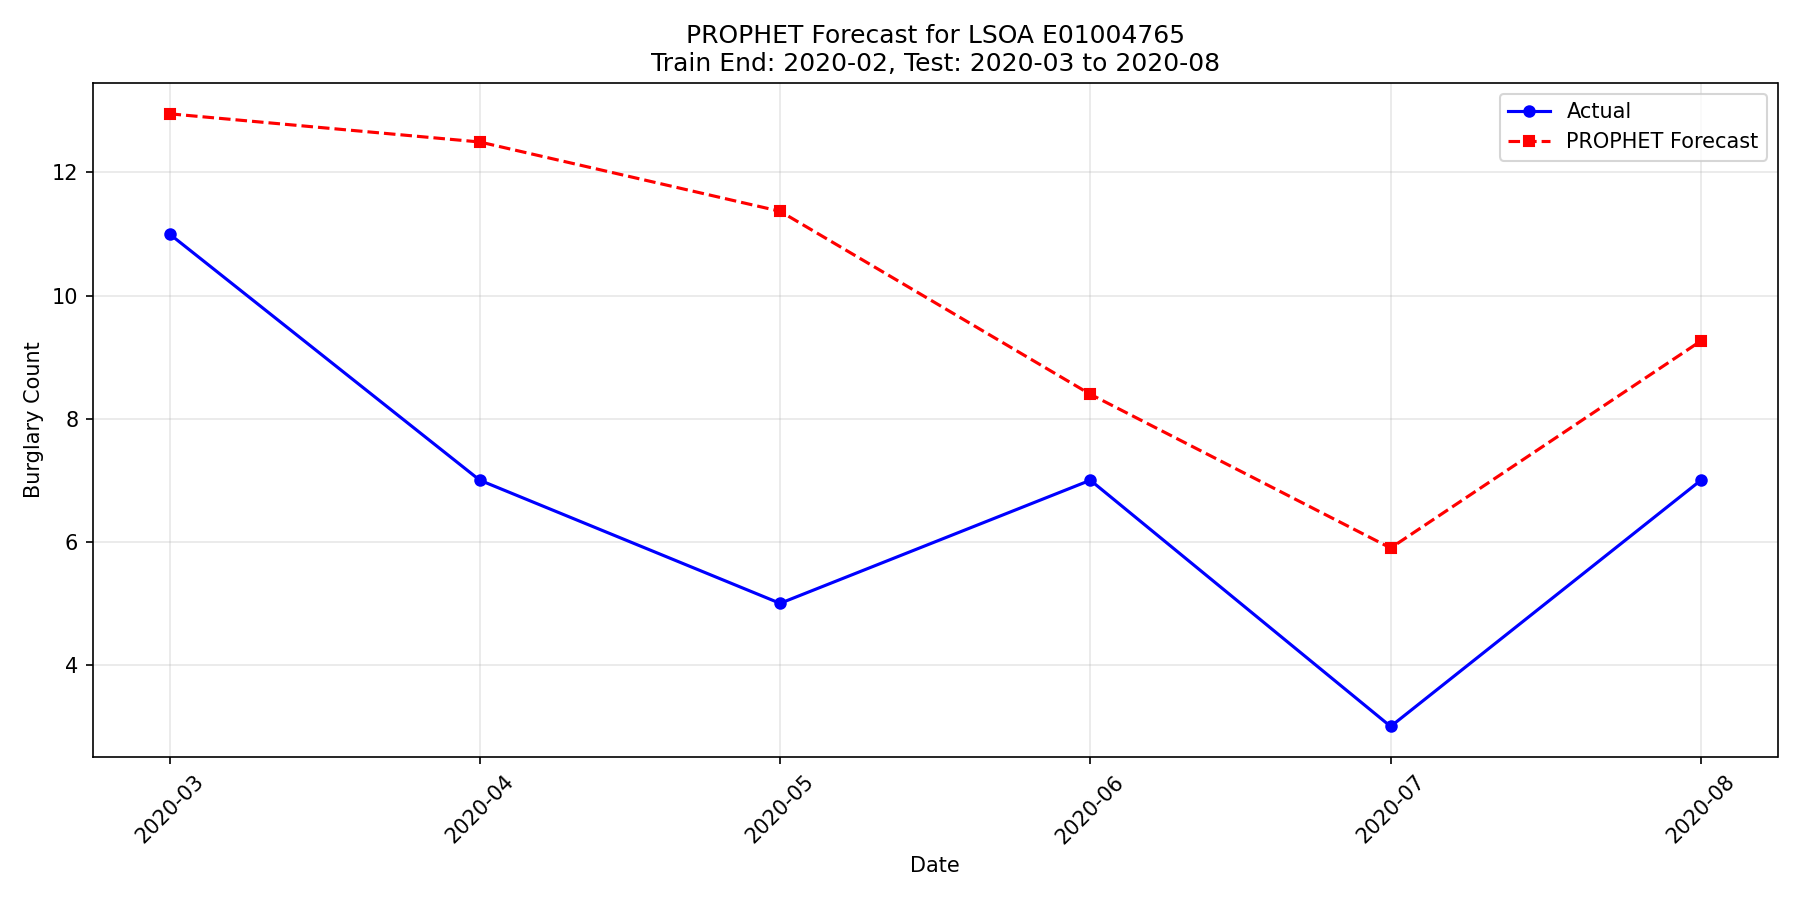 PROPHET Forecast for LSOA E01004765
Train End: 2020-02, Test: 2020-03 to 2020-08
Actual
PROPHET Forecast
Burglary Count
12
10
8
6
4
2020-03
2020-04
2020-05
2020-06
2020-07
2020-08
Date